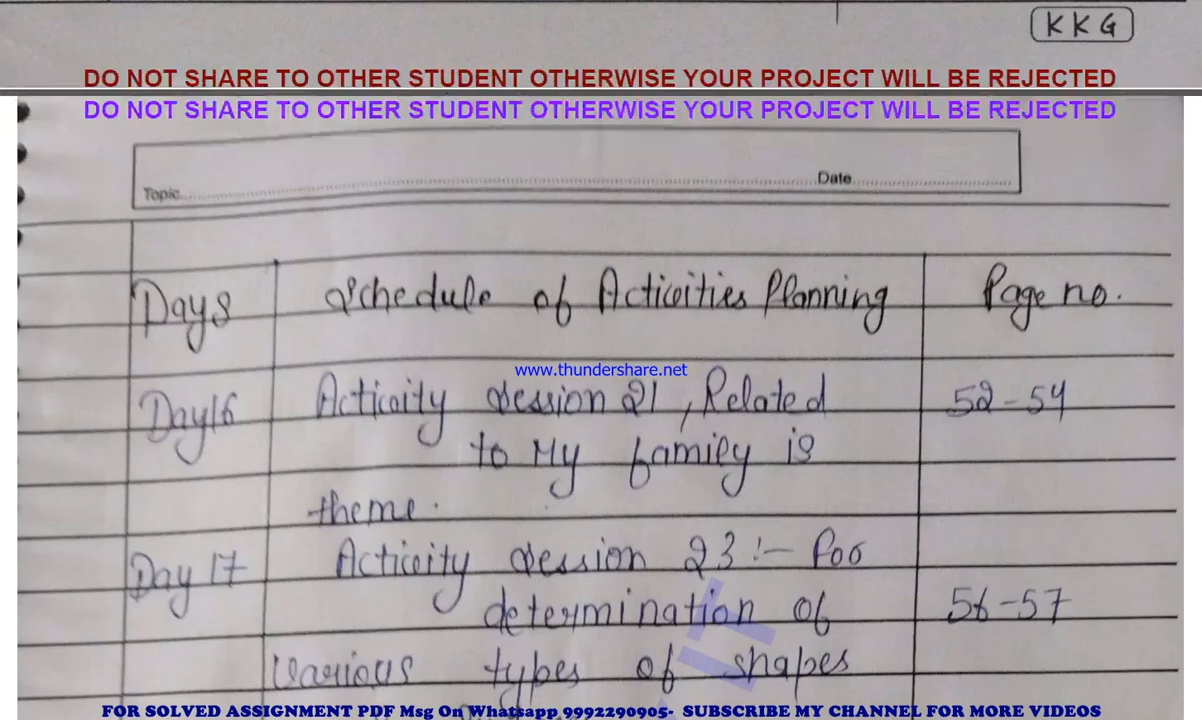 KKG
DO NOT SHARE TO OTHER STUDENT OTHERWISE YOUR PROJECT WILL BE REJECTED
DO NOT SHARE TO OTHER STUDENT OTHERWISE YOUR PROJECT WILL BE REJECTED
Topic Date
Days Schedule of Activities Planning Page no.
www.thundershare.net
Day 16 Activity session 21, Related 52-54
to My family is
theme.
Day 17 Activity session 23:- For
determination of 56-57
various types of shapes
FOR SOLVED ASSIGNMENT PDF Msg On Whatsapp 9992290905- SUBSCRIBE MY CHANNEL FOR MORE VIDEOS